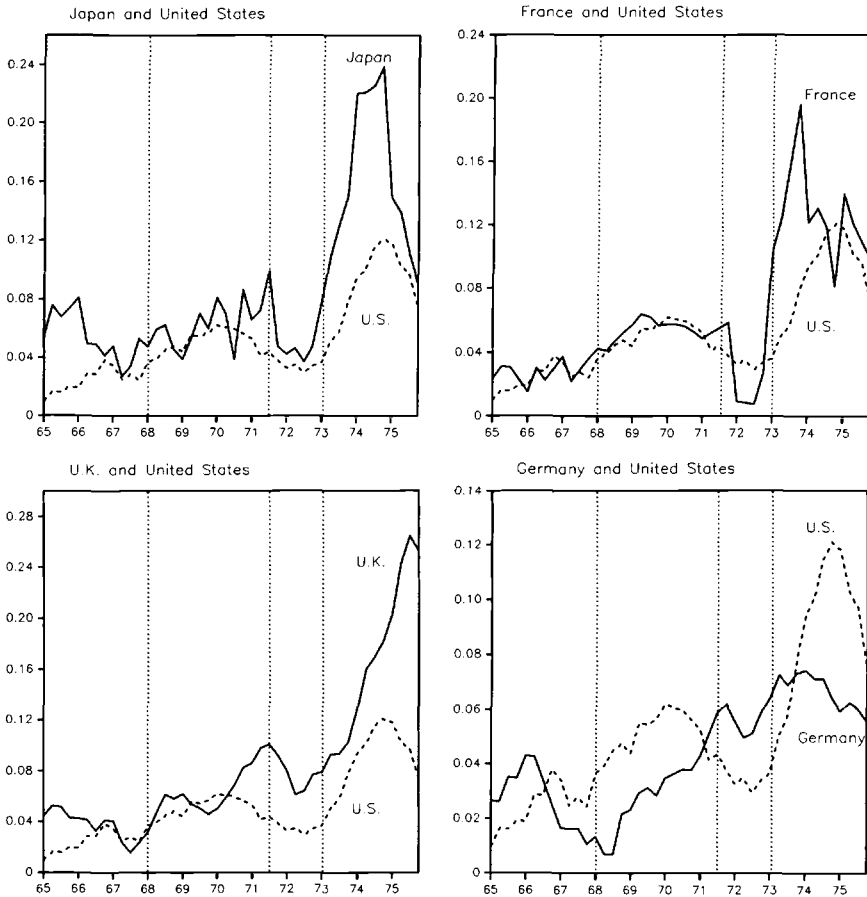 Japan and United States
0.24
0.20
0.16
0.12
0.08
0.04
0
Japan
U.S.
65 66 67 68 69 70 71 72 73 74 75
France and United States
0.24
0.20
0.16
0.12
0.08
0.04
0
France
U.S.
65 66 67 68 69 70 71 72 73 74 75
U.K. and United States
0.28
0.24
0.20
0.16
0.12
0.08
0.04
0
U.K.
U.S.
65 66 67 68 69 70 71 72 73 74 75
Germany and United States
0.14
0.12
0.10
0.08
0.06
0.04
0.02
0
U.S.
Germany
65 66 67 68 69 70 71 72 73 74 75